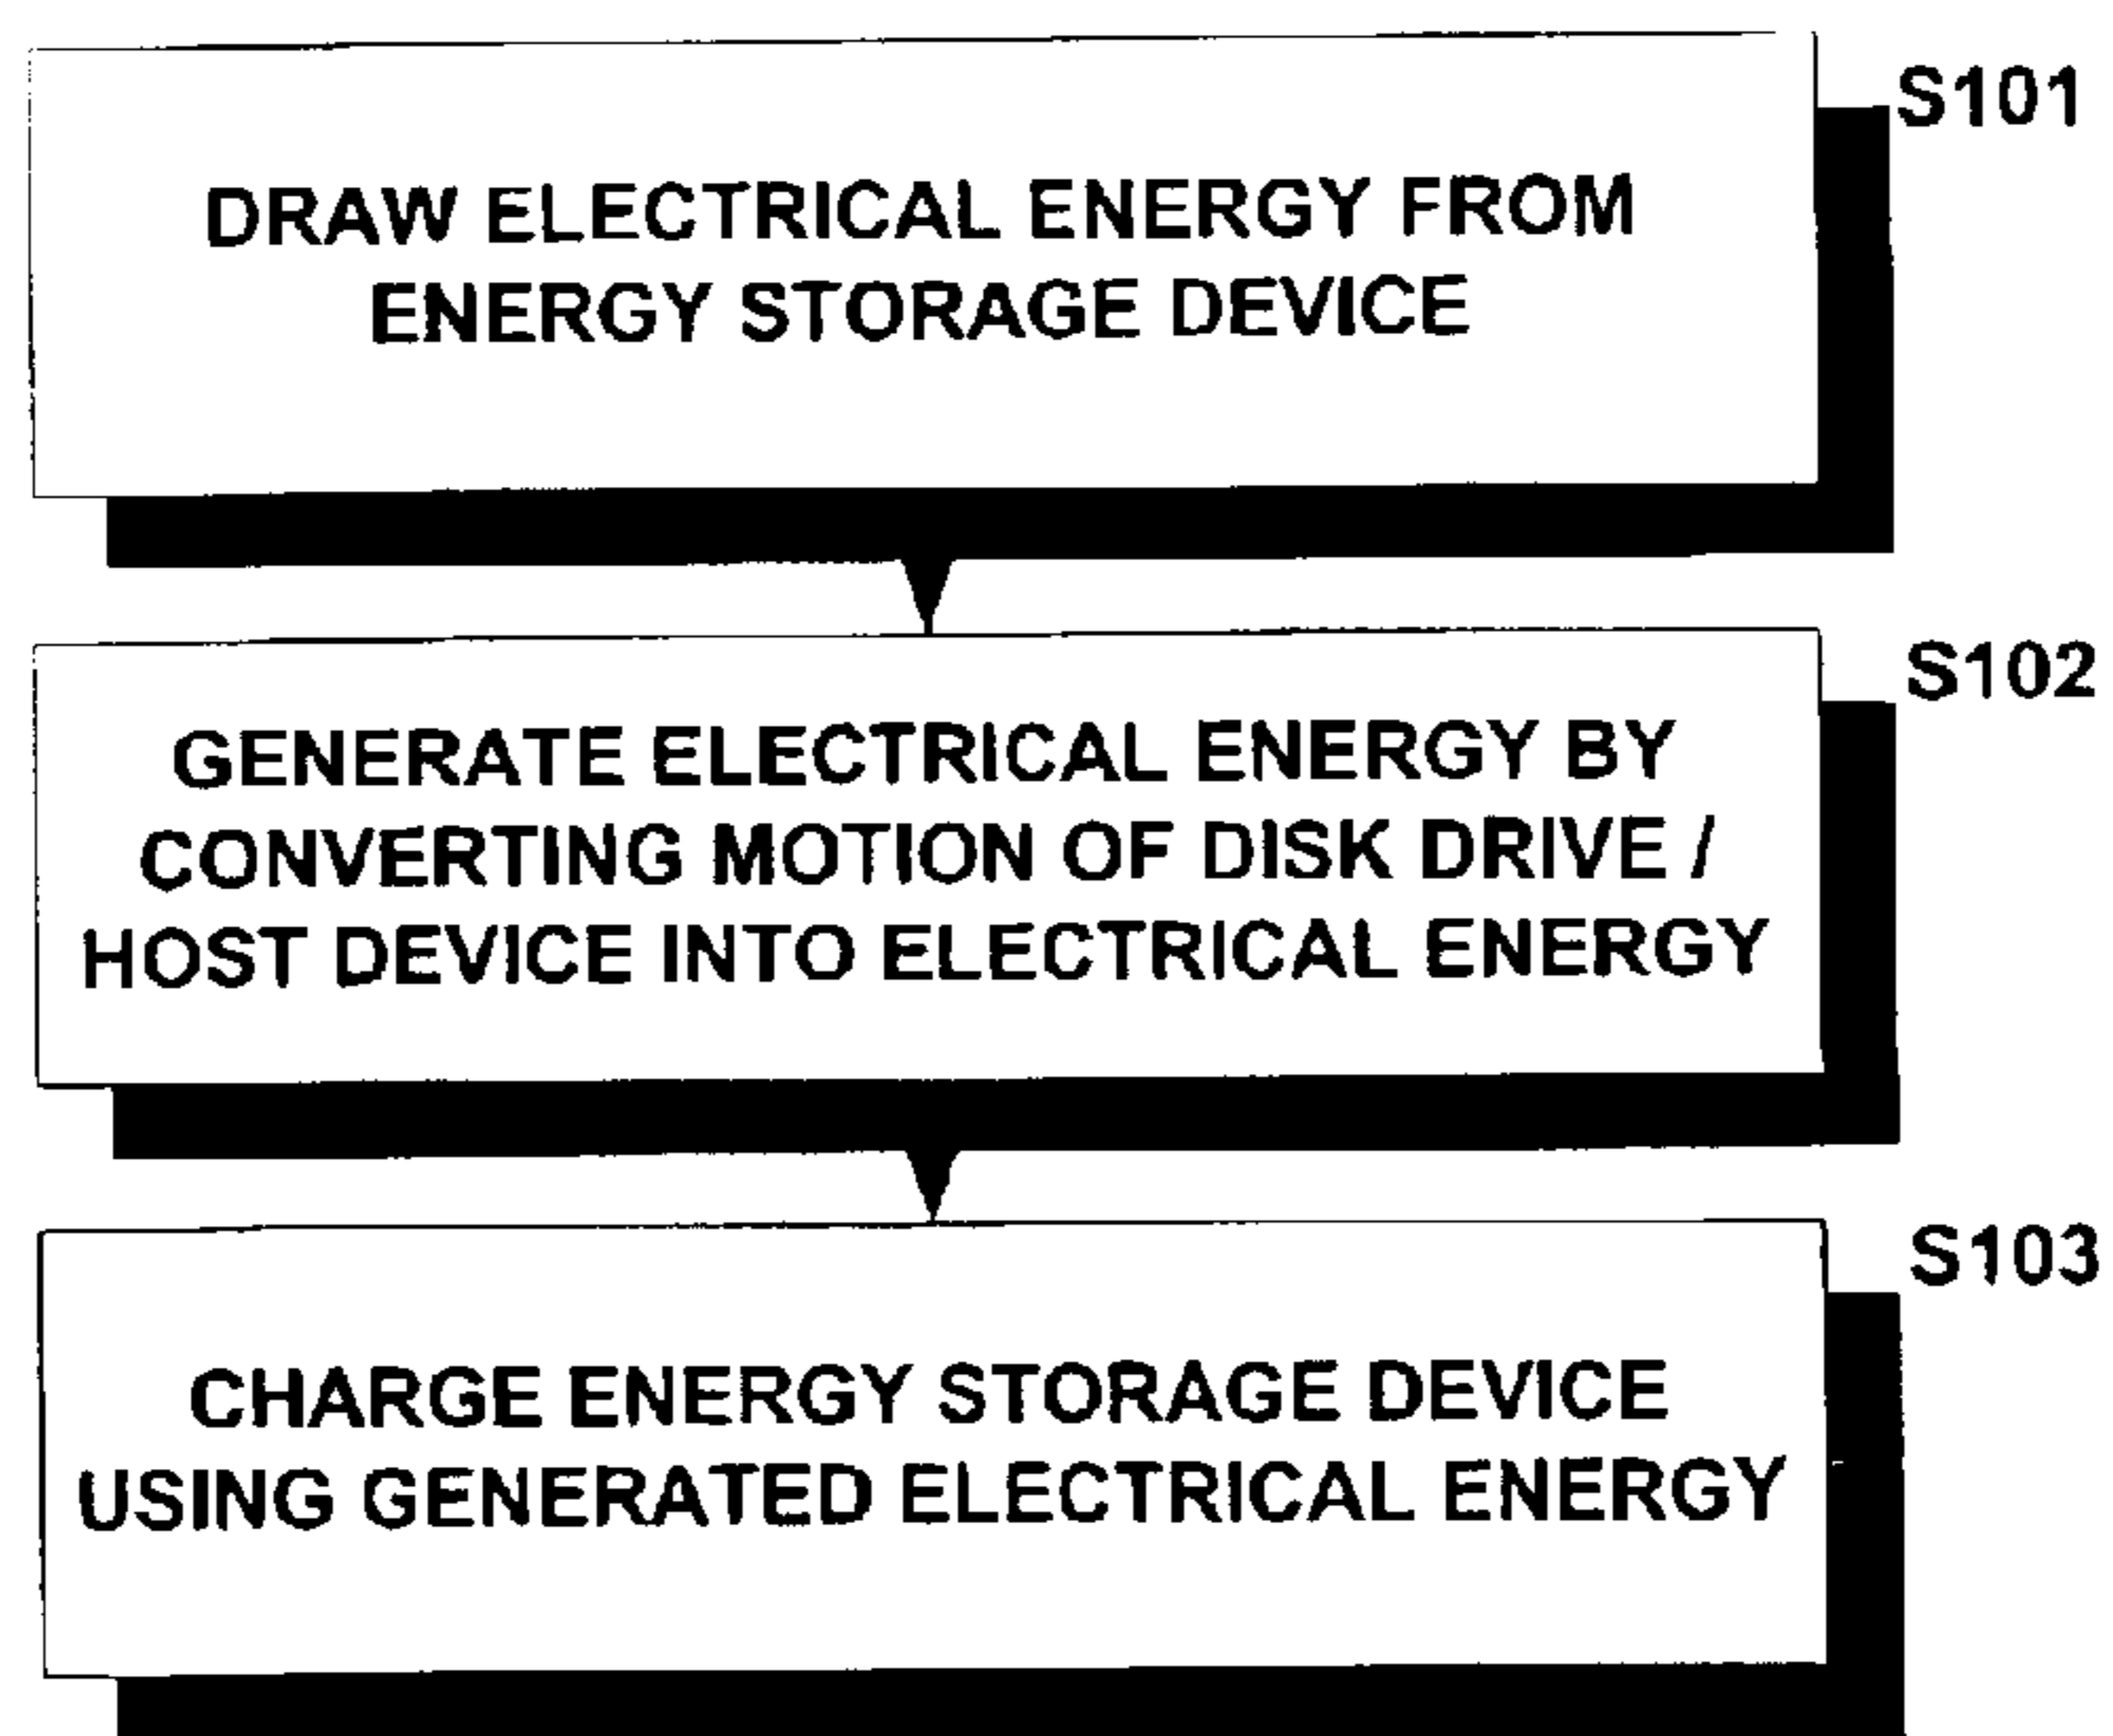 S101
DRAW ELECTRICAL ENERGY FROM
ENERGY STORAGE DEVICE
S102
GENERATE ELECTRICAL ENERGY BY
CONVERTING MOTION OF DISK DRIVE /
HOST DEVICE INTO ELECTRICAL ENERGY
S103
CHARGE ENERGY STORAGE DEVICE
USING GENERATED ELECTRICAL ENERGY